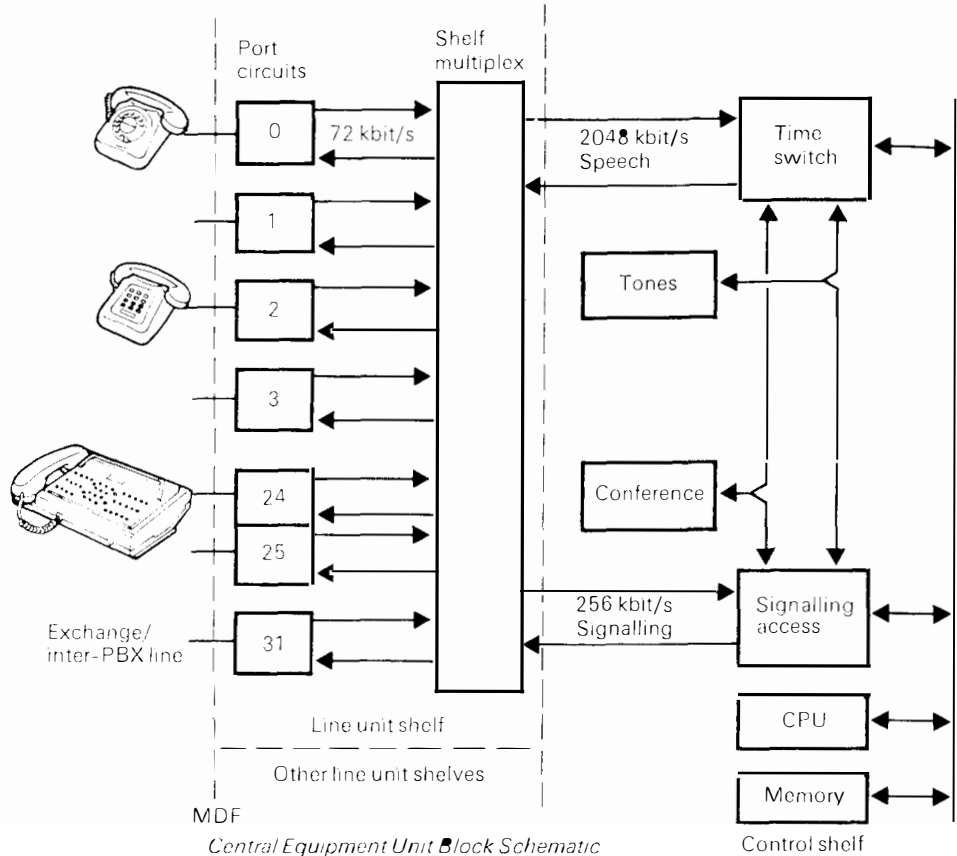 Port
circuits
Shelf
multiplex
0
72 kbit/s
2048 kbit/s
Speech
Time
switch
1
Tones
2
3
24
Conference
25
256 kbit/s
Signalling
Signalling
access
Exchange/
inter-PBX line
31
CPU
Line unit shelf
Other line unit shelves
Memory
MDF
Central Equipment Unit Block Schematic
Control shelf